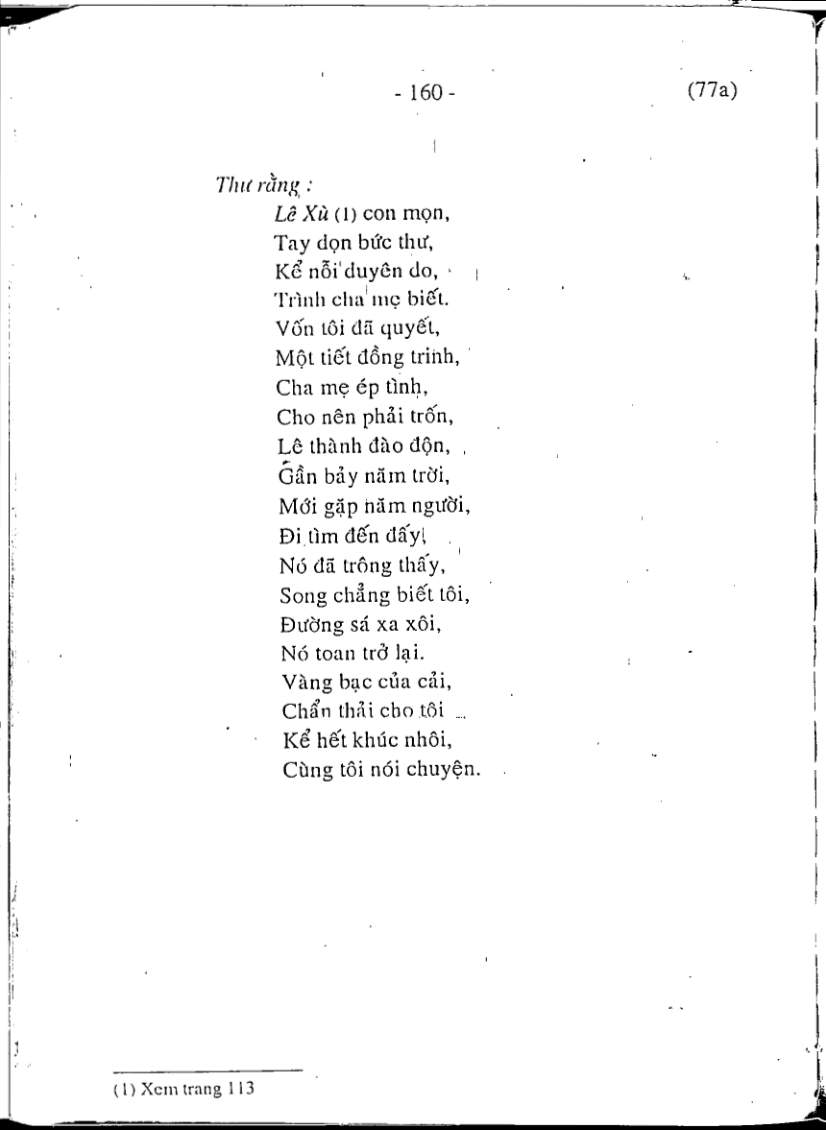 - 160 -
(77a)
Thư rằng :
Lê Xù (1) con mọn,
Tay dọn bức thư,
Kể nỗi duyên do,
Trình cha mẹ biết.
Vốn tôi đã quyết,
Một tiết đồng trinh,
Cha mẹ ép tình,
Cho nên phải trốn,
Lê thành đào độn,
Gần bảy năm trời,
Mới gặp năm người,
Đi tìm đến đấy,
Nó đã trông thấy,
Song chẳng biết tôi,
Đường sá xa xôi,
Nó toan trở lại.
Vàng bạc của cải,
Chẩn thải cho tôi ...
Kể hết khúc nhôi,
Cùng tôi nói chuyện.
(1) Xem trang 113